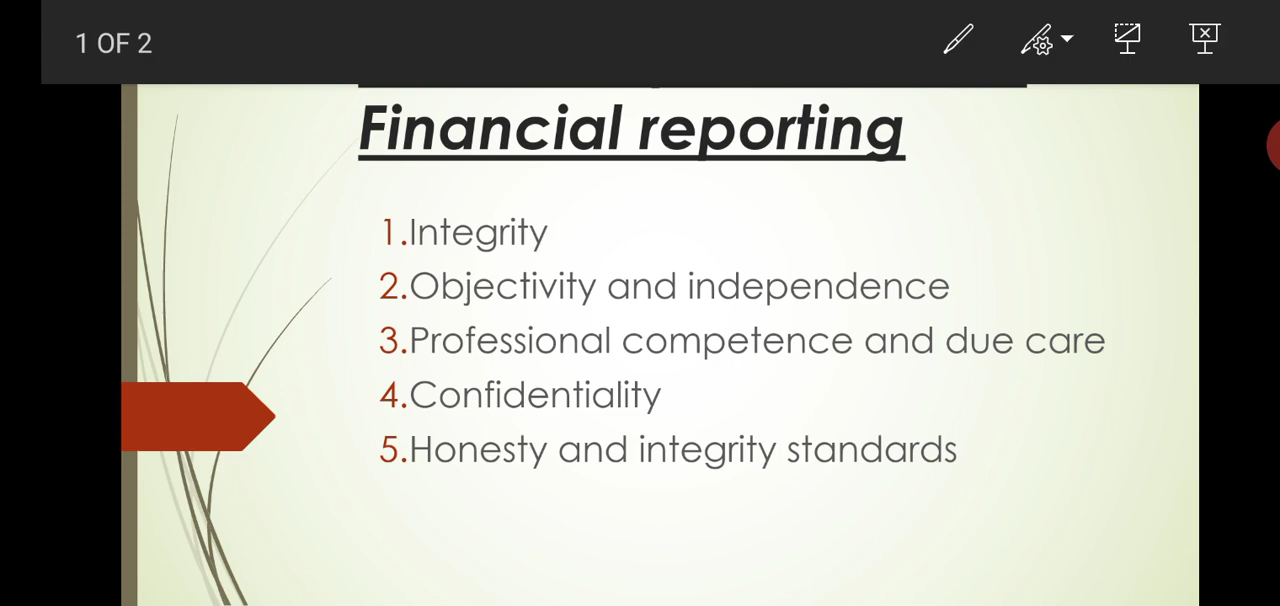 1 OF 2
Financial reporting
1.Integrity
2.Objectivity and independence
3.Professional competence and due care
4.Confidentiality
5.Honesty and integrity standards